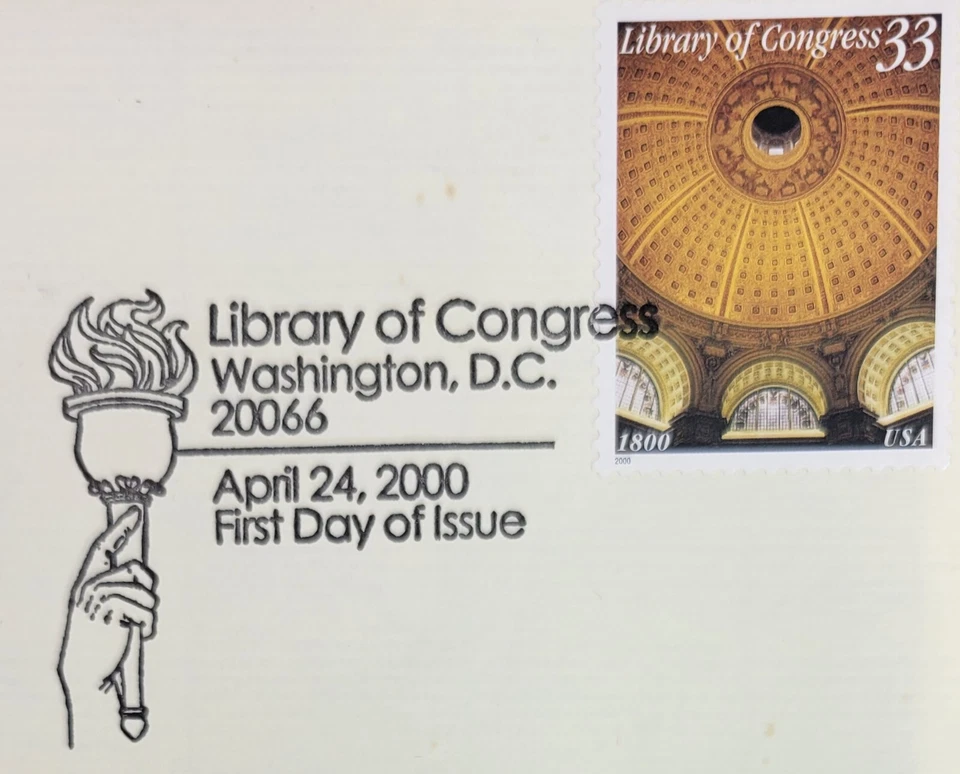 Library of Congress 33
1800 USA
2000
Library of Congress
Washington, D.C.
20066
April 24, 2000
First Day of Issue